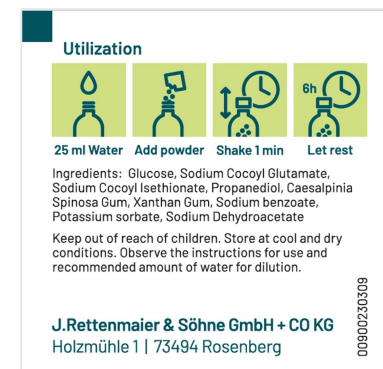 Utilization
6h
25 ml Water Add powder Shake 1 min Let rest
Ingredients: Glucose, Sodium Cocoyl Glutamate,
Sodium Cocoyl Isethionate, Propanediol, Caesalpinia
Spinosa Gum, Xanthan Gum, Sodium benzoate,
Potassium sorbate, Sodium Dehydroacetate
Keep out of reach of children. Store at cool and dry
conditions. Observe the instructions for use and
recommended amount of water for dilution.
J.Rettenmaier & Söhne GmbH + CO KG
Holzmühle 1 | 73494 Rosenberg
00900230309